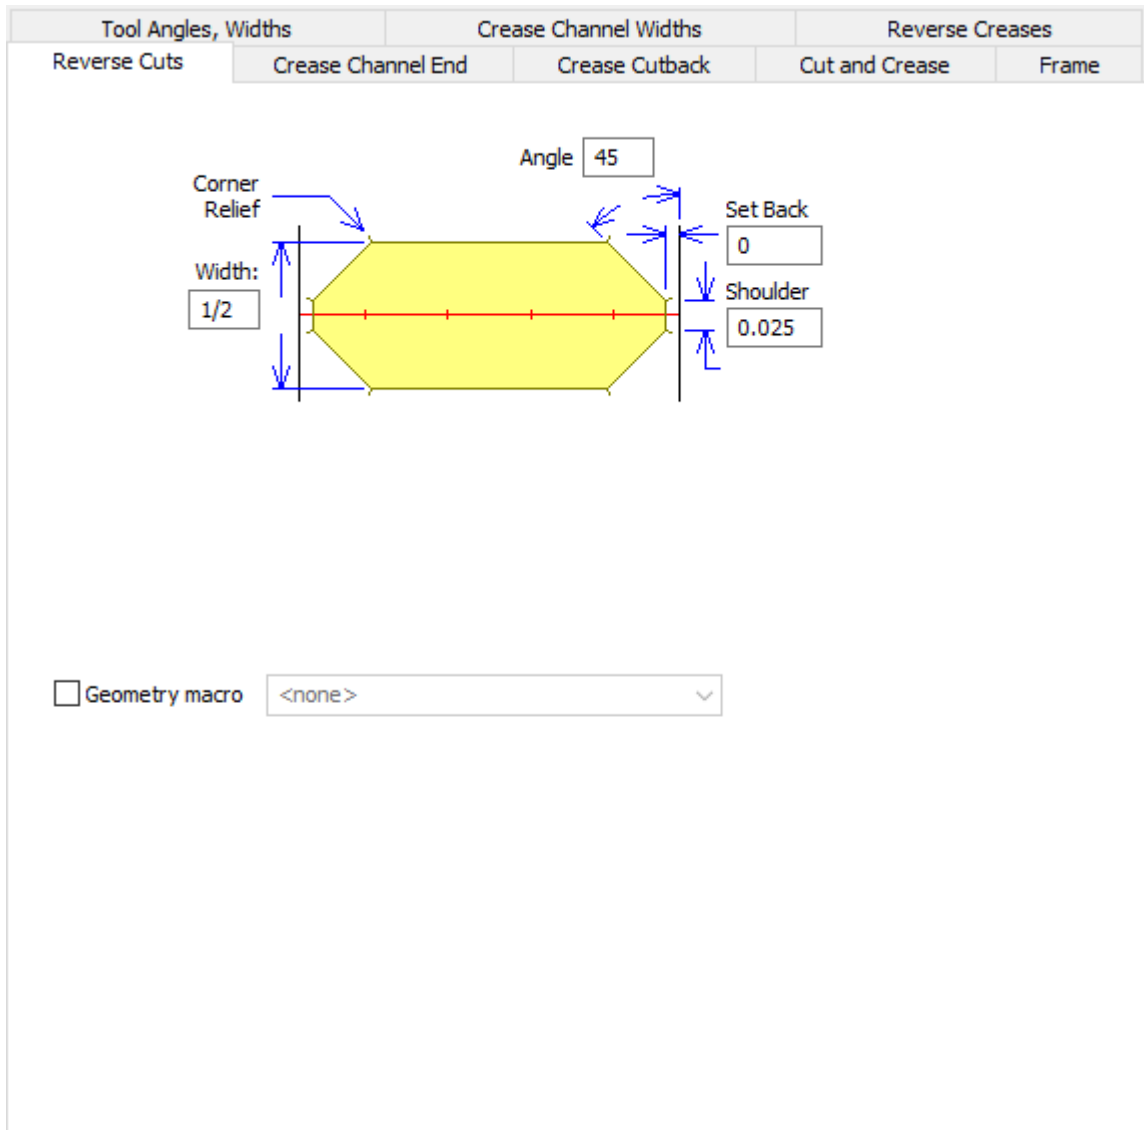 Tool Angles, Widths
Crease Channel Widths
Reverse Creases
Reverse Cuts
Crease Channel End
Crease Cutback
Cut and Crease
Frame
Angle
45
Corner
Relief
Set Back
0
Width:
1/2
Shoulder
0.025
Geometry macro
<none>